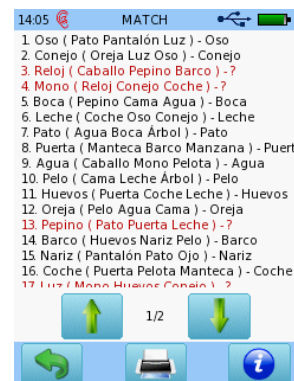 14:05 MATCH
1. Oso ( Pato Pantalón Luz ) - Oso
2. Conejo ( Oreja Luz Oso ) - Conejo
3. Reloj ( Caballo Pepino Barco ) - ?
4. Mono ( Reloj Conejo Coche ) - ?
5. Boca ( Pepino Cama Agua ) - Boca
6. Leche ( Coche Oso Conejo ) - Leche
7. Pato ( Agua Boca Árbol ) - Pato
8. Puerta ( Manteca Barco Manzana ) - Puert
9. Agua ( Caballo Mono Pelota ) - Agua
10. Pelo ( Cama Leche Árbol ) - Pelo
11. Huevos ( Puerta Coche Leche ) - Huevos
12. Oreja ( Pelo Agua Cama ) - Oreja
13. Pepino ( Pato Puerta Leche ) - ?
14. Barco ( Huevos Nariz Pelo ) - Barco
15. Nariz ( Pantalón Pato Ojo ) - Nariz
16. Coche ( Puerta Pelota Manteca ) - Coche
17. Luz ( Mono Huevos Conejo ) - ?
1/2